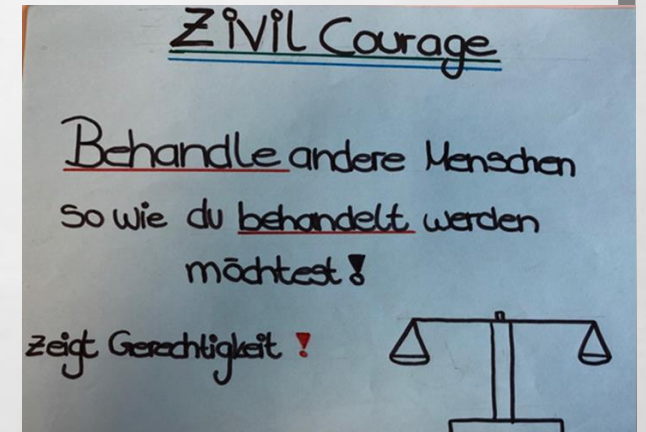 Zivil Courage
Behandle andere Menschen
so wie du behandelt werden
möchtest!
zeigt Gerechtigkeit!